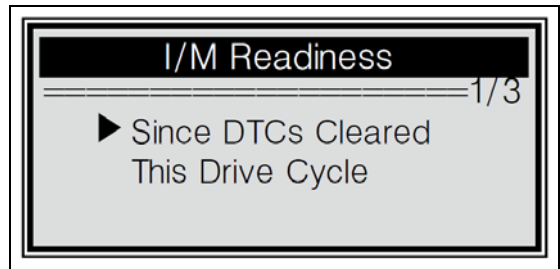 I/M Readiness
====================1/3
▶ Since DTCs Cleared
This Drive Cycle